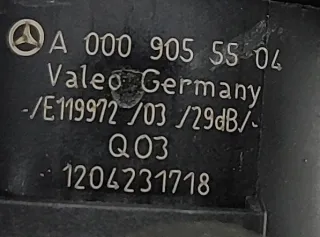 A 000 905 55 04
Valeo Germany
-/E119972 /03 /29dB/-
Q03
1204231718